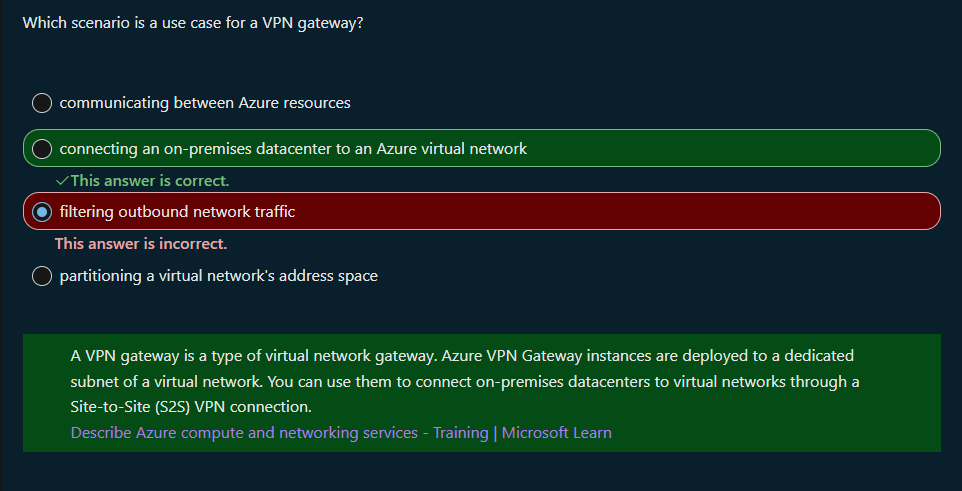 Which scenario is a use case for a VPN gateway?
communicating between Azure resources
connecting an on-premises datacenter to an Azure virtual network
✓This answer is correct.
filtering outbound network traffic
This answer is incorrect.
partitioning a virtual network's address space
A VPN gateway is a type of virtual network gateway. Azure VPN Gateway instances are deployed to a dedicated
subnet of a virtual network. You can use them to connect on-premises datacenters to virtual networks through a
Site-to-Site (S2S) VPN connection.
Describe Azure compute and networking services - Training | Microsoft Learn